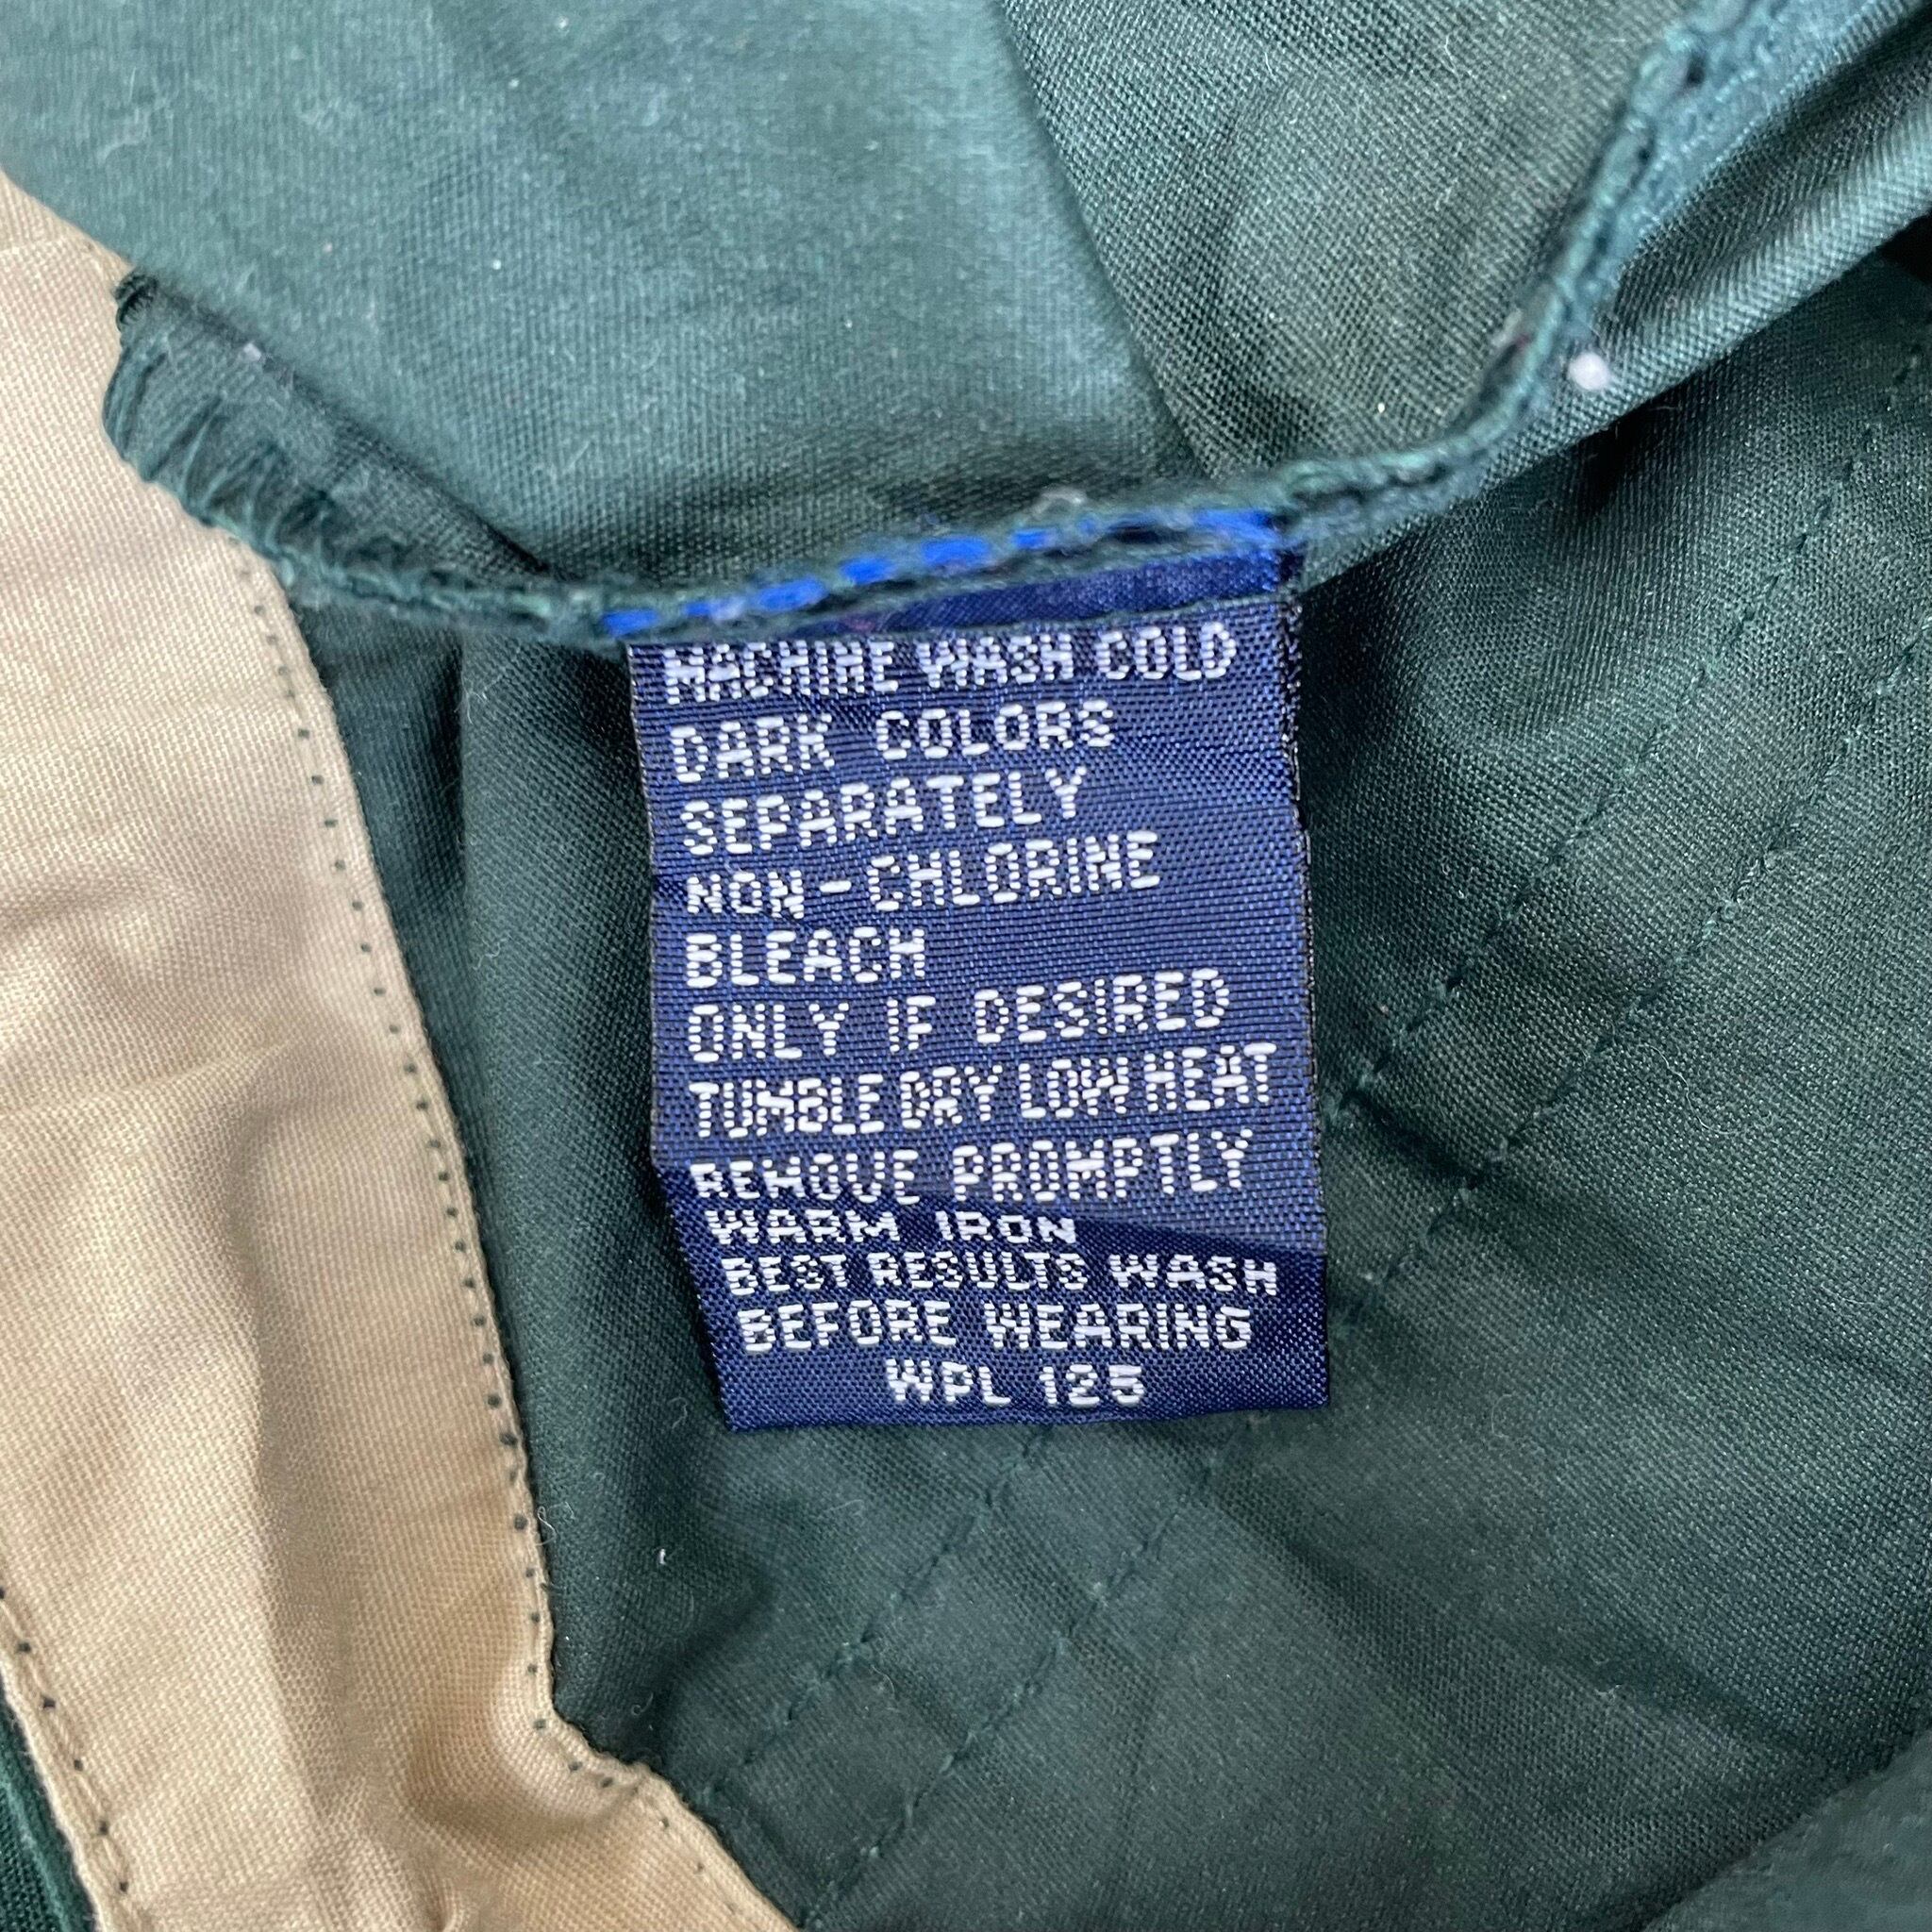 MACHINE WASH COLD
DARK COLORS
SEPARATELY
NON-CHLORINE
BLEACH
ONLY IF DESIRED
TUMBLE DRY LOW HEAT
REMOVE PROMPTLY
WARM IRON
BEST RESULTS WASH
BEFORE WEARING
WPL 125